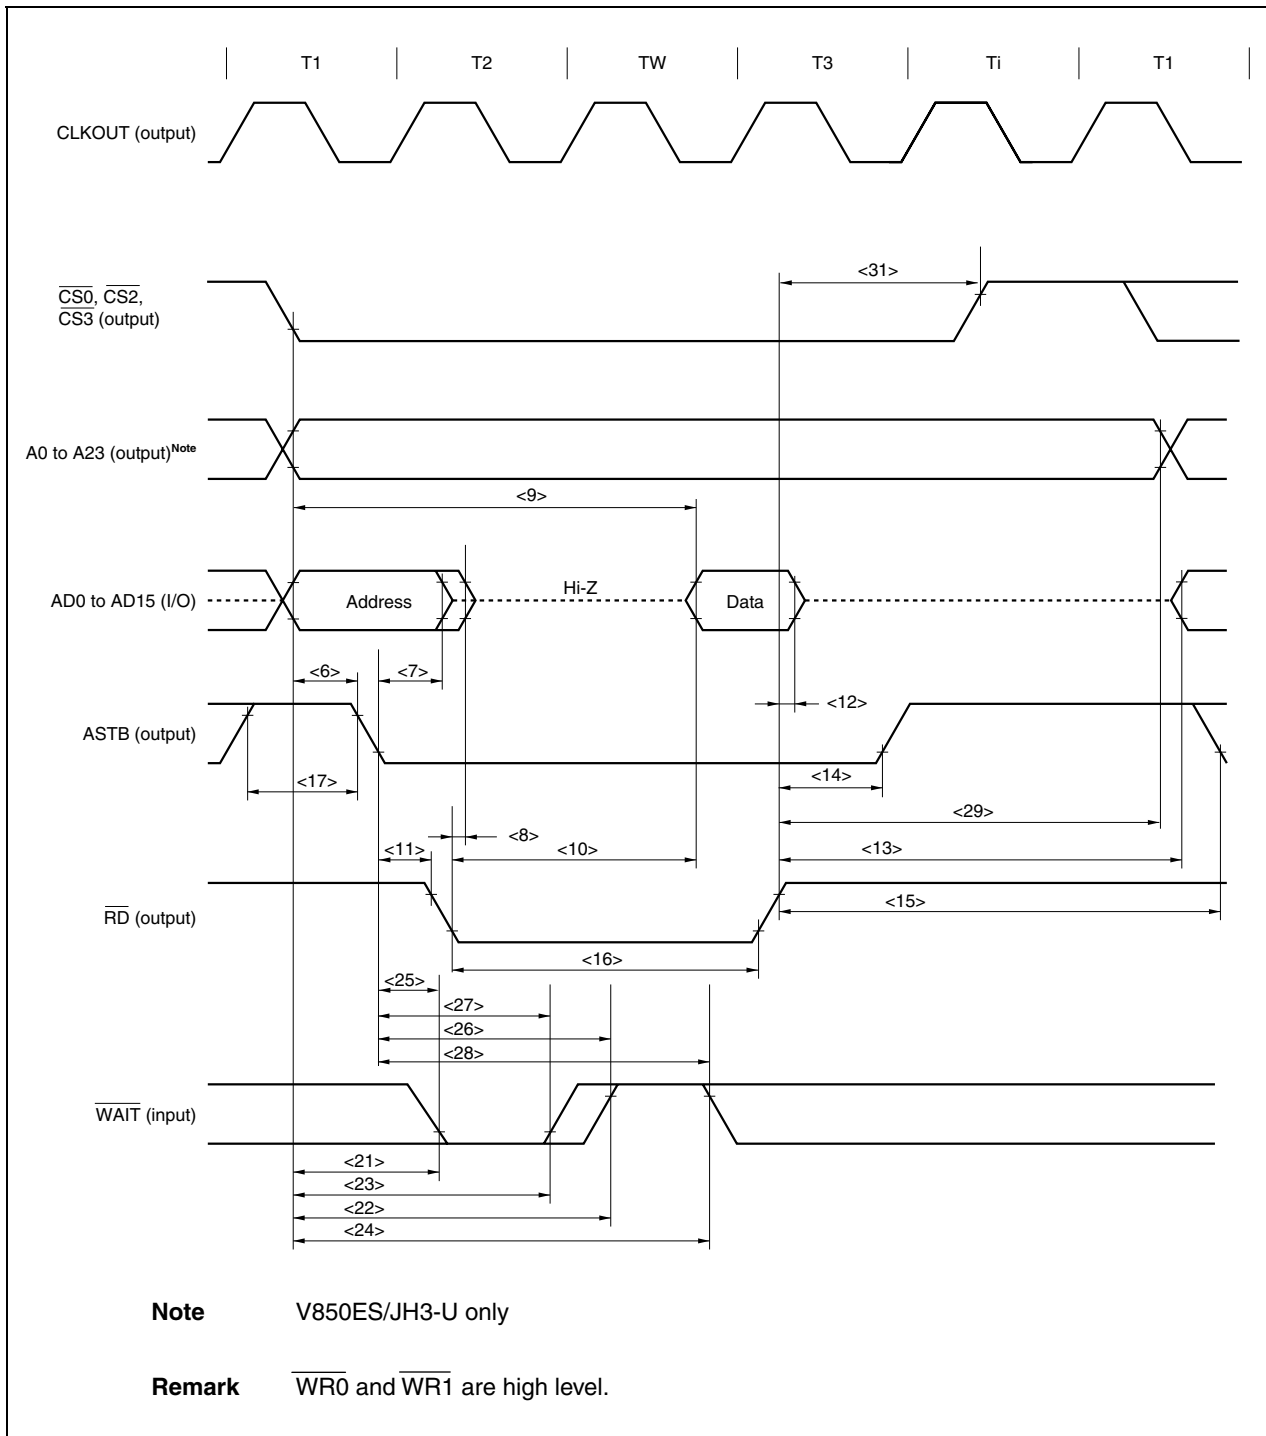 T1 T2 TW T3 Ti T1
CLKOUT (output)
<31>
CS0, CS2,
CS3 (output)
A0 to A23 (output)Note
<9>
Hi-Z
AD0 to AD15 (I/O)
Address
Data
<6> <7>
<12>
ASTB (output)
<17>
<14>
<29>
<8>
<11> <10> <13>
<15>
RD (output)
<16>
<25>
<27>
<26>
<28>
WAIT (input)
<21>
<23>
<22>
<24>
Note V850ES/JH3-U only
Remark WR0 and WR1 are high level.